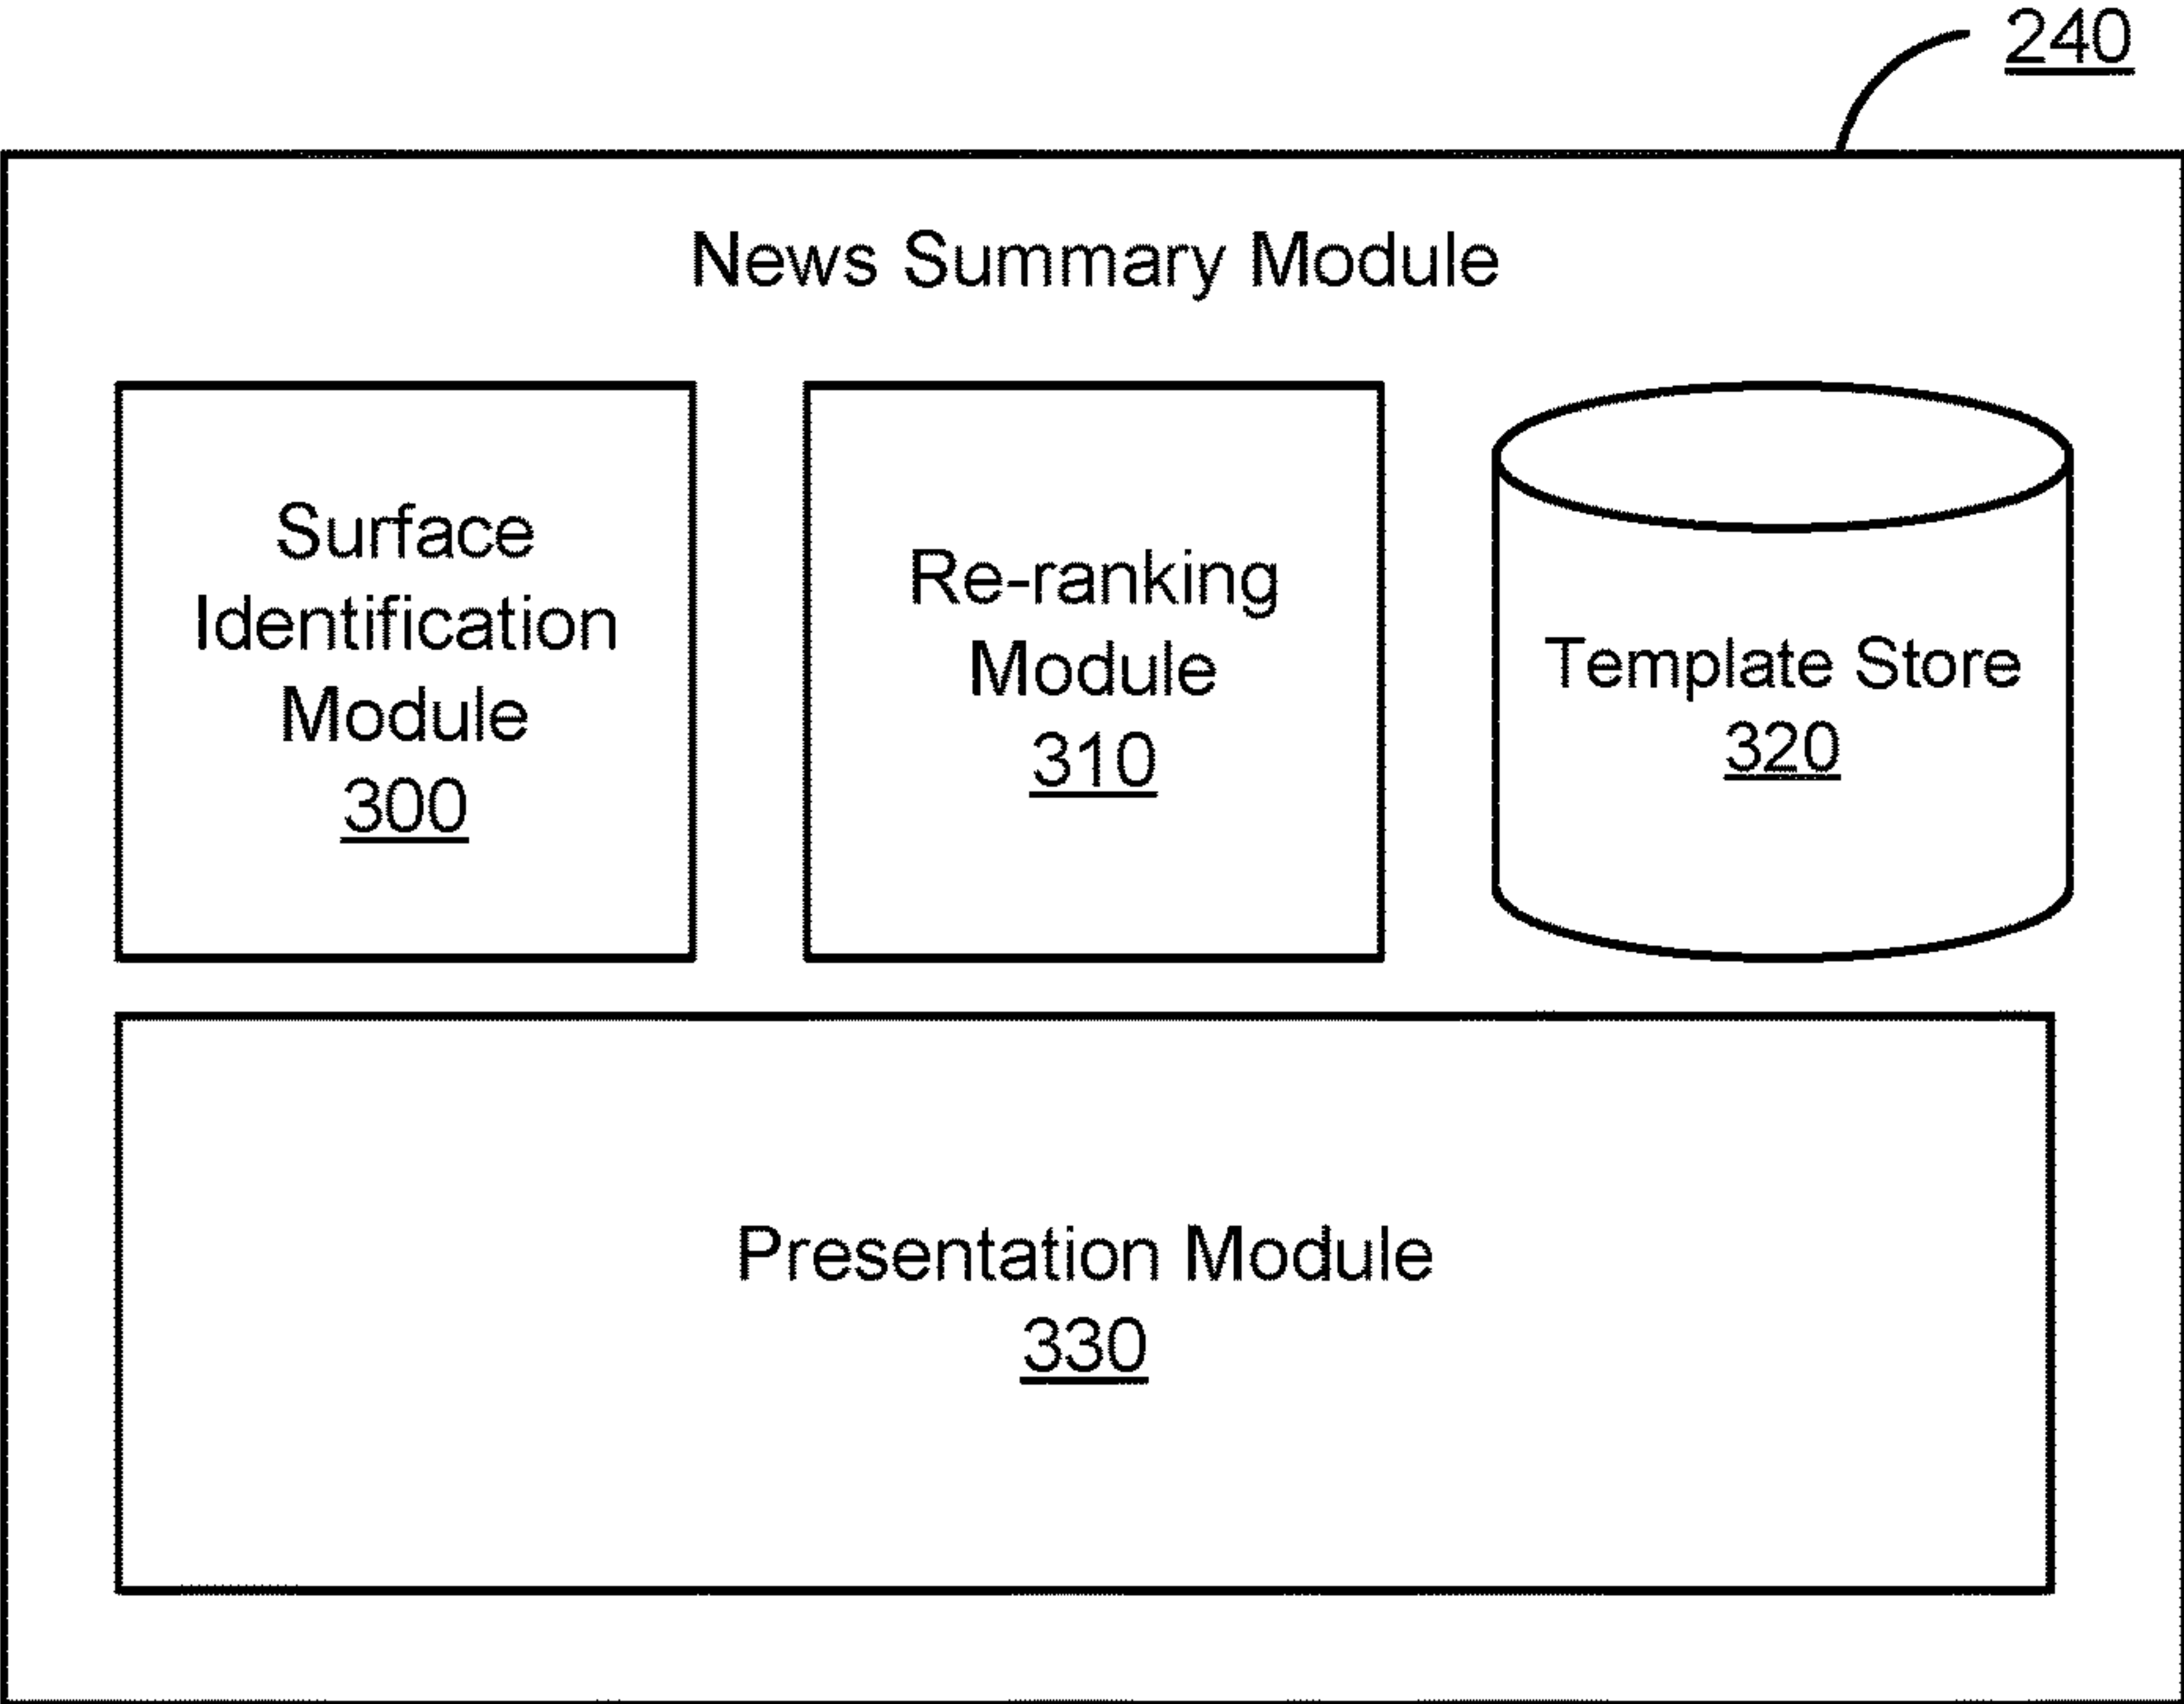 240
News Summary Module
Surface
Identification
Module
300
Re-ranking
Module
310
Template Store
320
Presentation Module
330